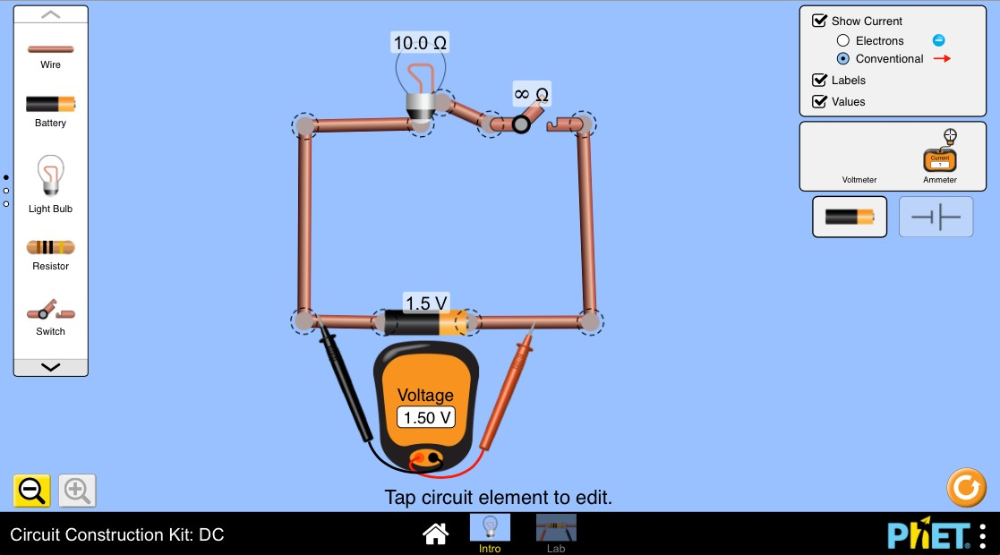 Wire
Battery
Light Bulb
Resistor
Switch
10.0 Ω
∞ Ω
1.5 V
Voltage
1.50 V
Tap circuit element to edit.
Show Current
Electrons
Conventional
Labels
Values
Current
?
Voltmeter
Ammeter
Circuit Construction Kit: DC
Intro
Lab
PhET